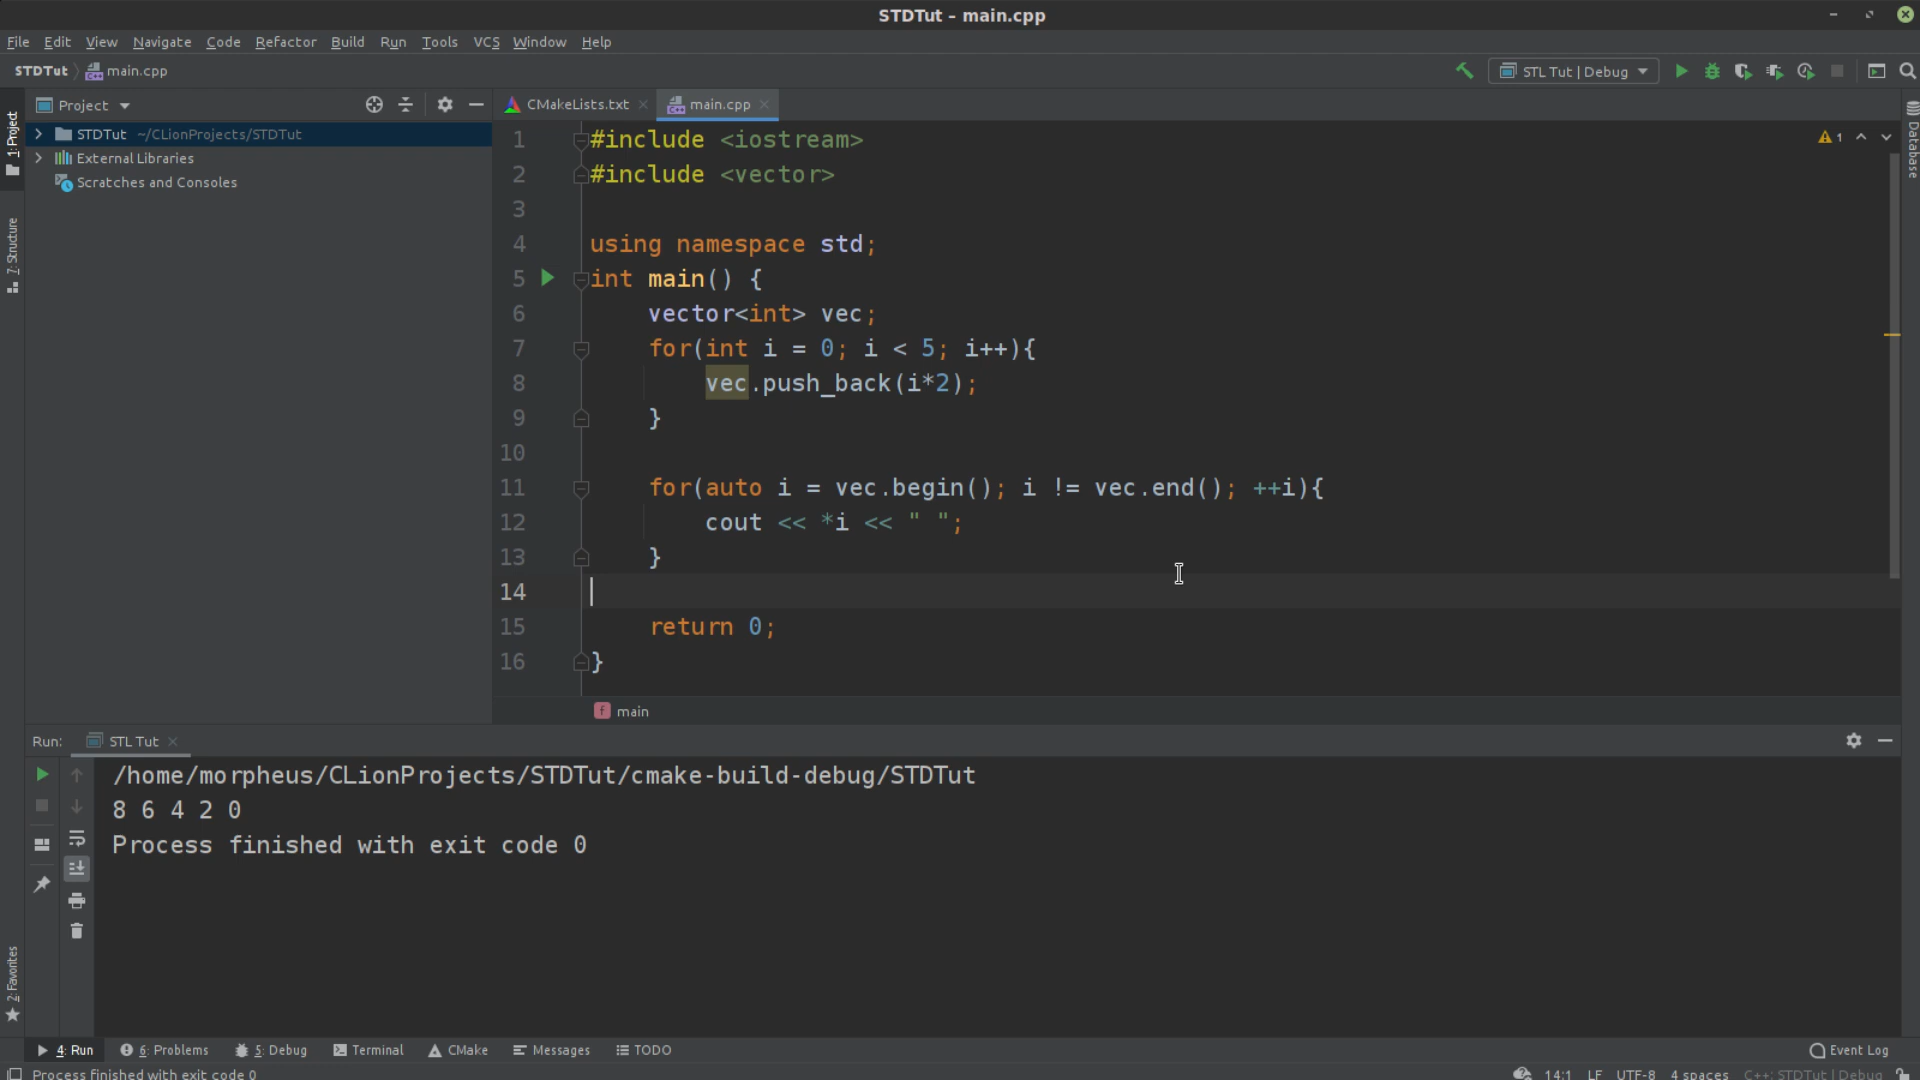 STDTut – main.cpp
File Edit View Navigate Code Refactor Build Run Tools VCS Window Help
STDTut main.cpp
STL Tut | Debug
Project
CMakeLists.txt main.cpp
1: Project
7: Structure
2: Favorites
Database
STDTut ~/CLionProjects/STDTut
External Libraries
Scratches and Consoles
1
1 #include <iostream>
2 #include <vector>
3
4 using namespace std;
5 int main() {
6 vector<int> vec;
7 for(int i = 0; i < 5; i++){
8 vec.push_back(i*2);
9 }
10
11 for(auto i = vec.begin(); i != vec.end(); ++i){
12 cout << *i << " ";
13 }
14
15 return 0;
16 }
f main
Run: STL Tut
/home/morpheus/CLionProjects/STDTut/cmake-build-debug/STDTut
8 6 4 2 0
Process finished with exit code 0
4: Run 6: Problems 5: Debug Terminal CMake Messages TODO Event Log
Process finished with exit code 0 14:1 LF UTF-8 4 spaces C++: STDTut | Debug